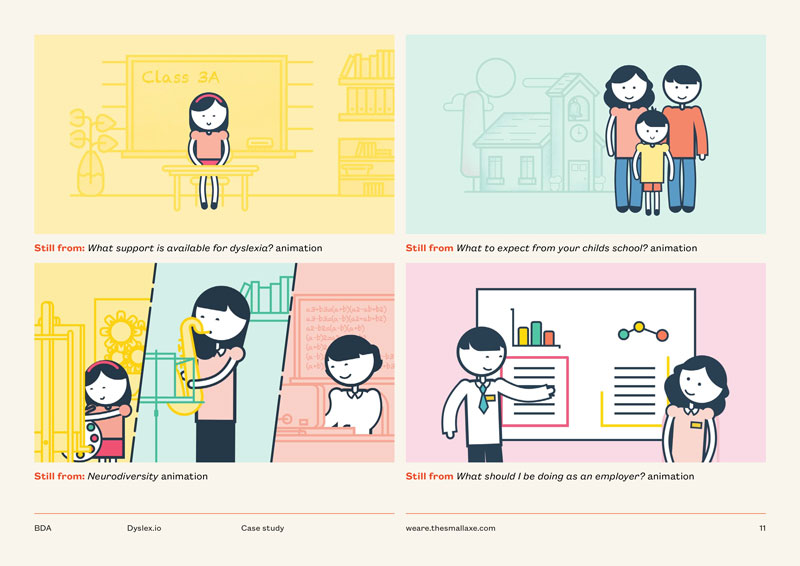 Class 3A
Still from: What support is available for dyslexia? animation
Still from What to expect from your childs school? animation
Still from: Neurodiversity animation
Still from What should I be doing as an employer? animation
BDA
Dyslex.io
Case study
weare.thesmallaxe.com
11